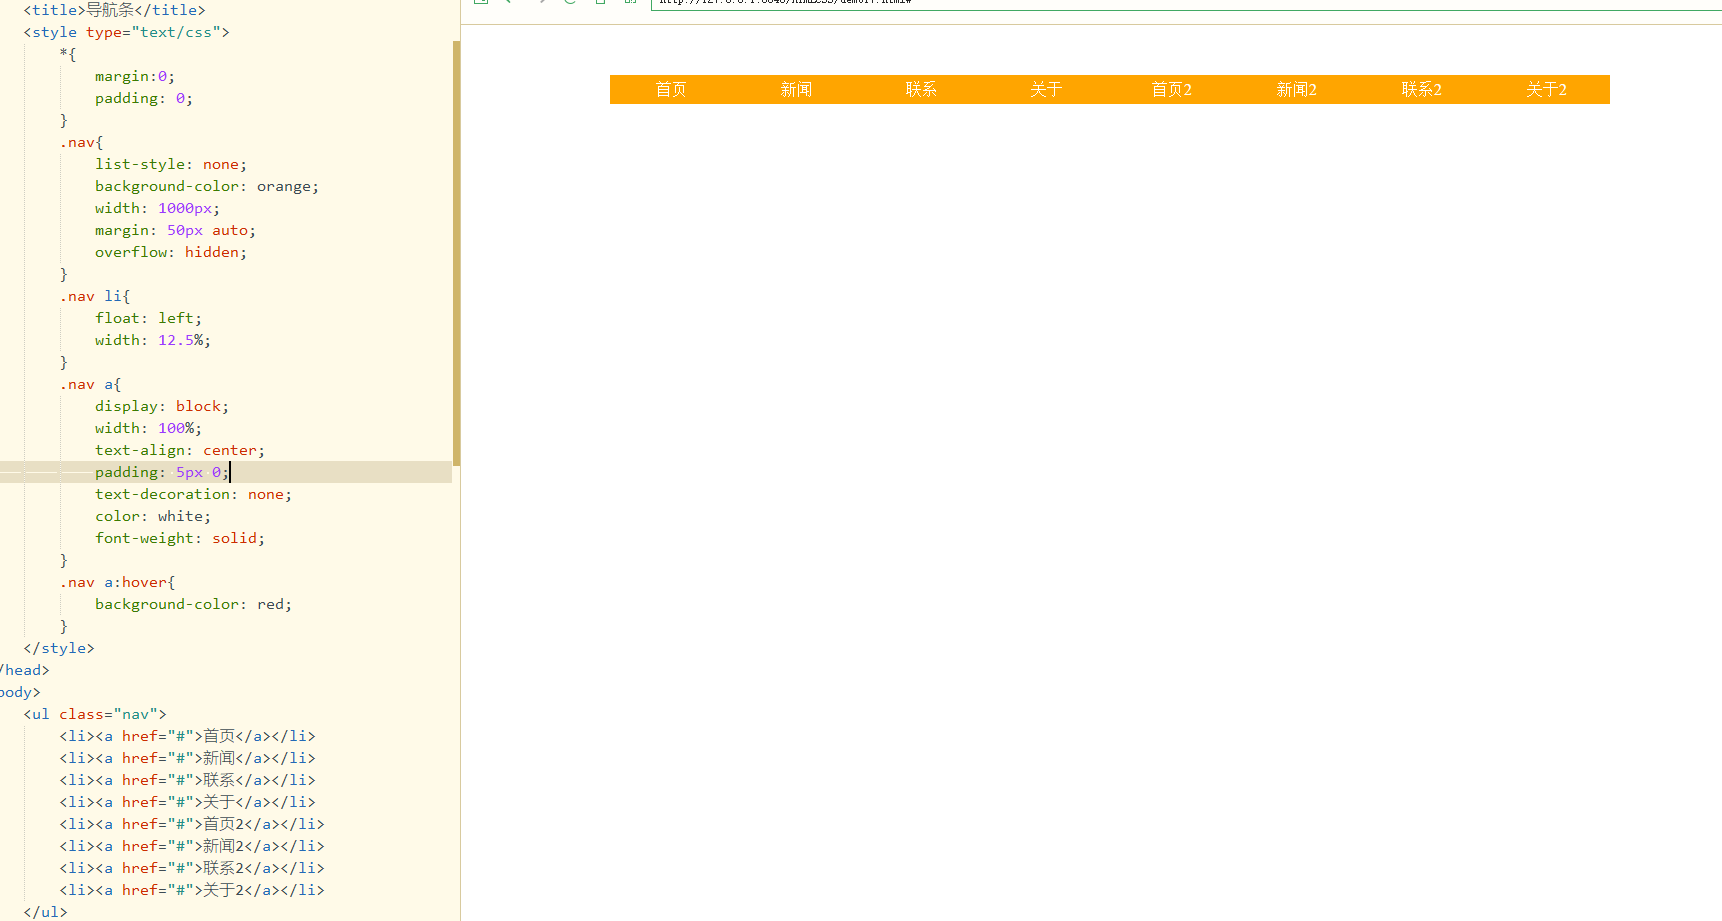 <title>导航条</title>
<style type="text/css">
*{
margin:0;
padding: 0;
}
.nav{
list-style: none;
background-color: orange;
width: 1000px;
margin: 50px auto;
overflow: hidden;
}
.nav li{
float: left;
width: 12.5%;
}
.nav a{
display: block;
width: 100%;
text-align: center;
padding: 5px 0;
text-decoration: none;
color: white;
font-weight: solid;
}
.nav a:hover{
background-color: red;
}
</style>
/head>
body>
<ul class="nav">
<li><a href="#">首页</a></li>
<li><a href="#">新闻</a></li>
<li><a href="#">联系</a></li>
<li><a href="#">关于</a></li>
<li><a href="#">首页2</a></li>
<li><a href="#">新闻2</a></li>
<li><a href="#">联系2</a></li>
<li><a href="#">关于2</a></li>
</ul>
首页 新闻 联系 关于 首页2 新闻2 联系2 关于2